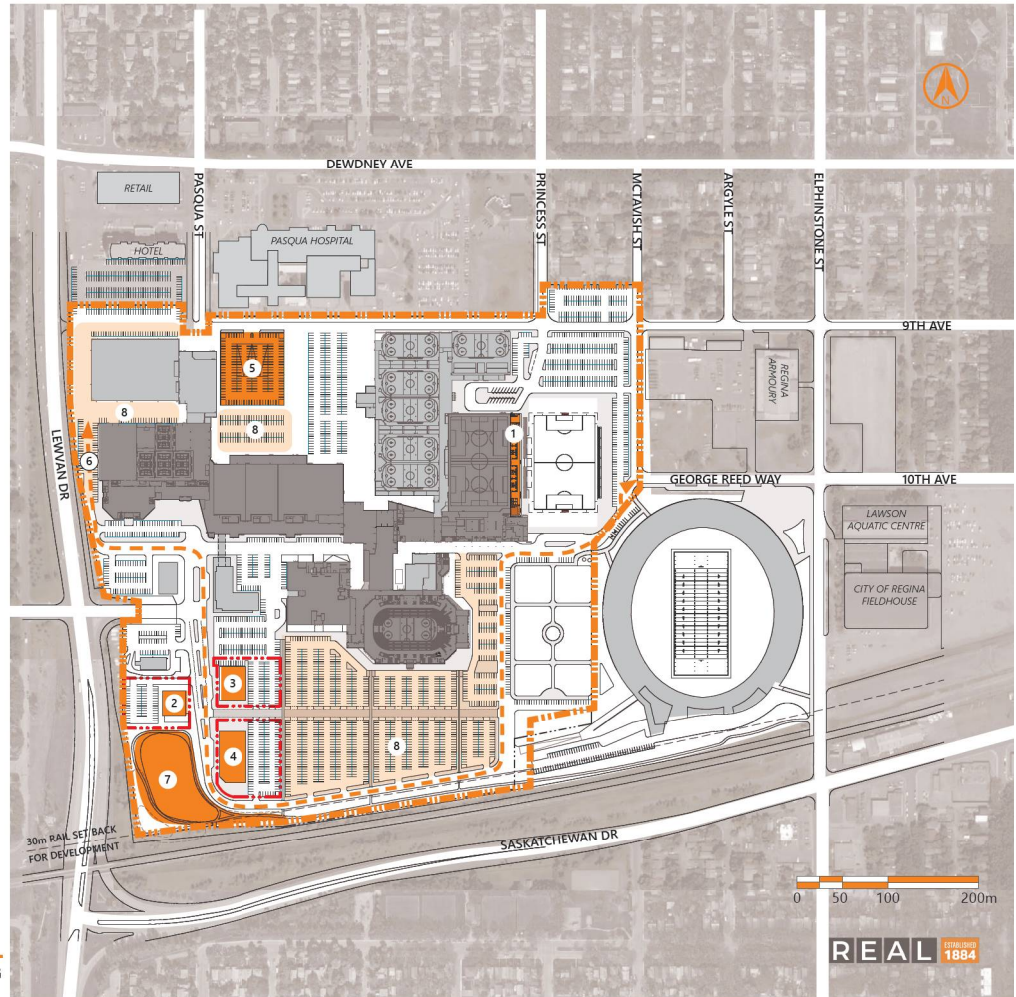 N
DEWDNEY AVE
RETAIL
PASQUA ST
PRINCESS ST
MCTAVISH ST
ARGYLE ST
ELPHINSTONE ST
HOTEL
PASQUA HOSPITAL
9TH AVE
5
REGINA
ARMOURY
8
8
1
6
LEWVAN DR
GEORGE REED WAY
10TH AVE
LAWSON
AQUATIC CENTRE
CITY OF REGINA
FIELDHOUSE
3
2
4
8
7
30m RAIL SET BACK
FOR DEVELOPMENT
SASKATCHEWAN DR
0 50 100 200m
REAL ESTABLISHED
1884